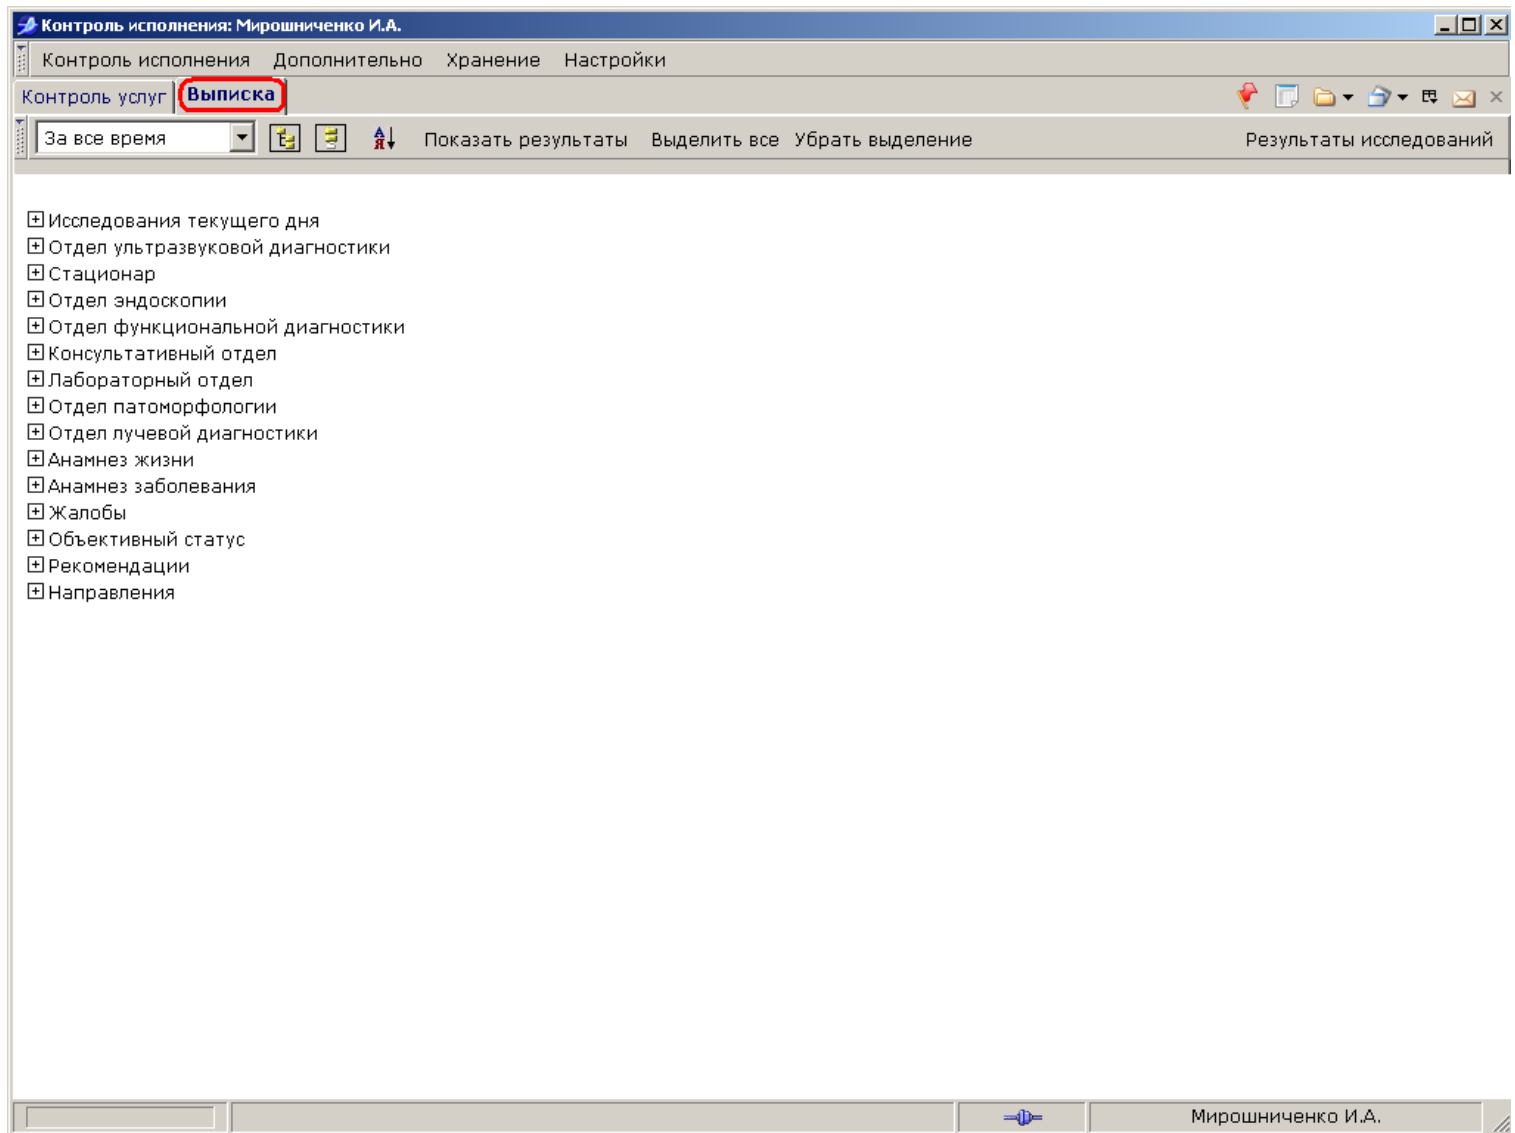 Контроль исполнения: Мирошниченко И.А.
Контроль исполнения Дополнительно Хранение Настройки
Контроль услуг Выписка
За все время Показать результаты Выделить все Убрать выделение Результаты исследований
Исследования текущего дня
Отдел ультразвуковой диагностики
Стационар
Отдел эндоскопии
Отдел функциональной диагностики
Консультативный отдел
Лабораторный отдел
Отдел патоморфологии
Отдел лучевой диагностики
Анамнез жизни
Анамнез заболевания
Жалобы
Объективный статус
Рекомендации
Направления
Мирошниченко И.А.